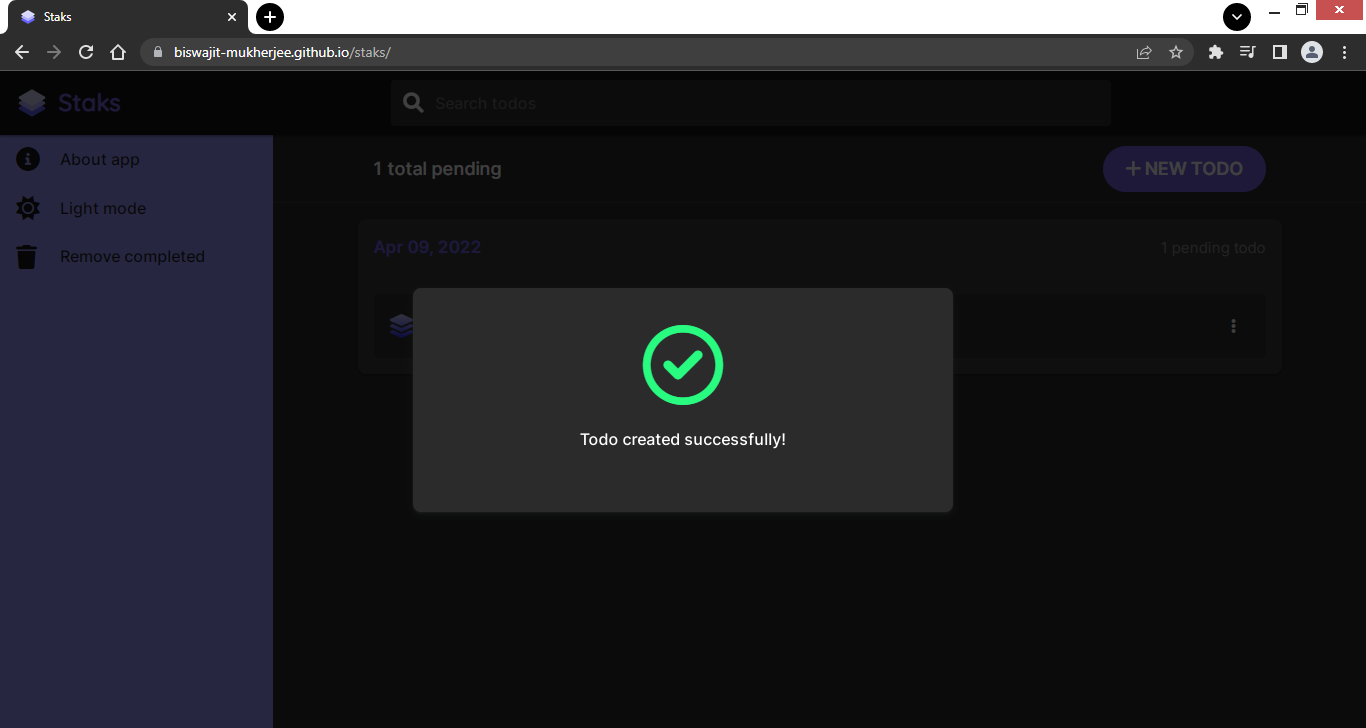 Staks
biswajit-mukherjee.github.io/staks/
Staks
Search todos
About app
Light mode
Remove completed
1 total pending
NEW TODO
Apr 09, 2022
1 pending todo
Todo created successfully!